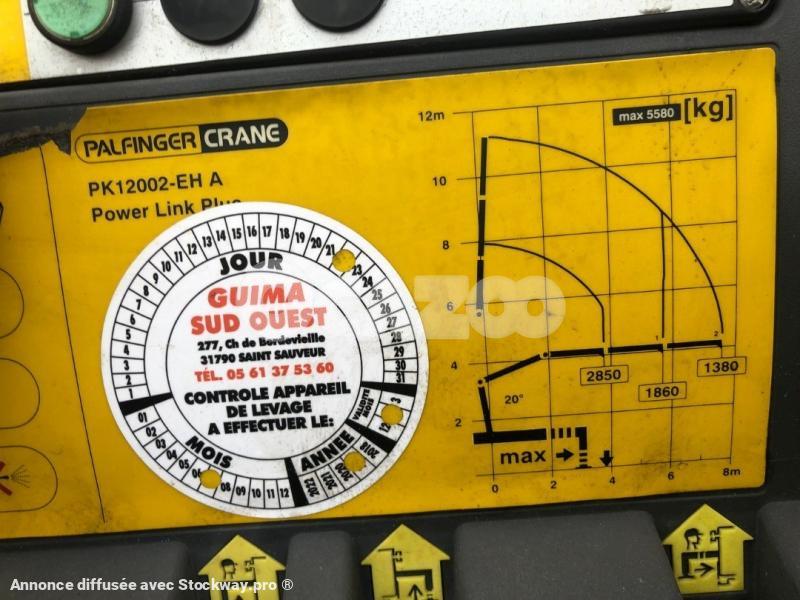 PALFINGER CRANE
PK12002-EH A
Power Link Plus
12m
10
8
6
4
2
0
2
4
6
8m
max 5580 [kg]
20°
2850
1860
1380
1
2
max
JOUR
1
2
3
4
5
6
7
8
9
10
11
12
13
14
15
16
17
18
19
20
21
23
24
25
26
27
28
29
30
31
GUIMA
SUD OUEST
277, Ch de Bordevieille
31790 SAINT SAUVEUR
TÉL. 05 61 37 53 60
CONTROLE APPAREIL
DE LEVAGE
A EFFECTUER LE:
VALIDITE
MOIS
3
12
MOIS
01
02
03
04
05
06
08
09
10
11
12
ANNEE
2022
2021
2020
2018
ZOO
Annonce diffusée avec Stockway.pro ®